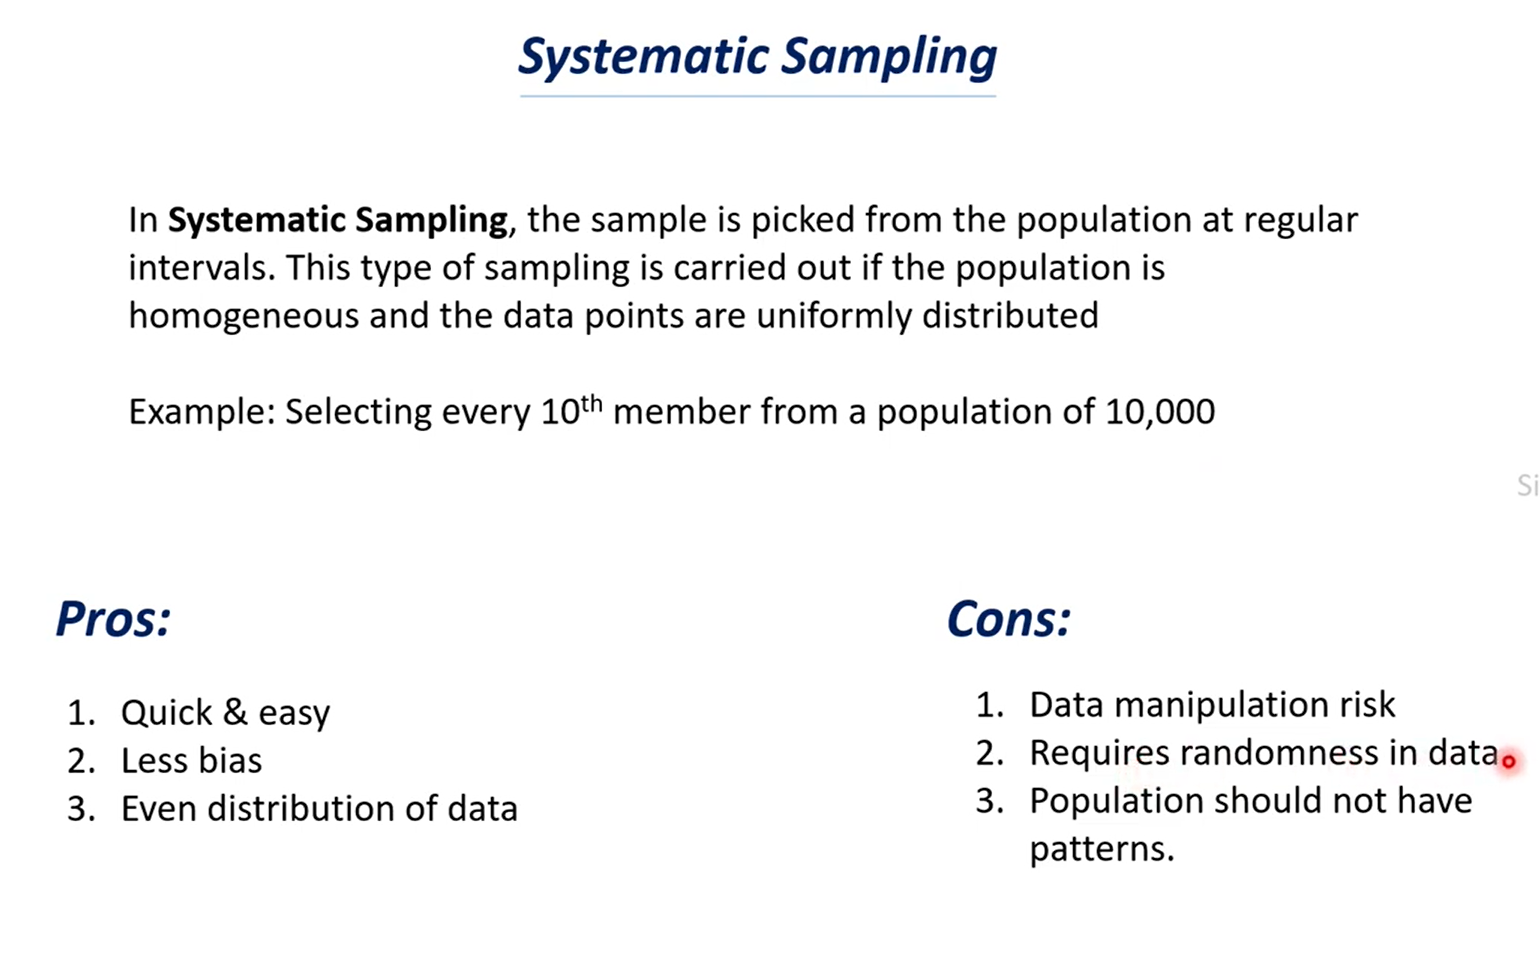 Systematic Sampling
In Systematic Sampling, the sample is picked from the population at regular
intervals. This type of sampling is carried out if the population is
homogeneous and the data points are uniformly distributed
Example: Selecting every 10th member from a population of 10,000
Si
Pros:
1. Quick & easy
2. Less bias
3. Even distribution of data
Cons:
1. Data manipulation risk
2. Requires randomness in data
3. Population should not have
patterns.